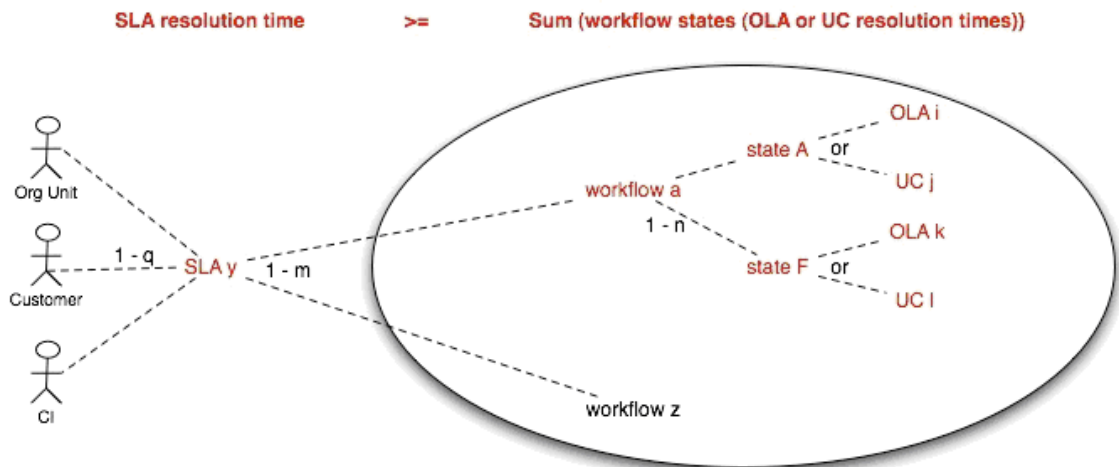 SLA resolution time >= Sum (workflow states (OLA or UC resolution times))
Org Unit
Customer
CI
1 - q
SLA y
1 - m
workflow a
1 - n
state A
or
OLA i
UC j
state F
or
OLA k
UC l
workflow z